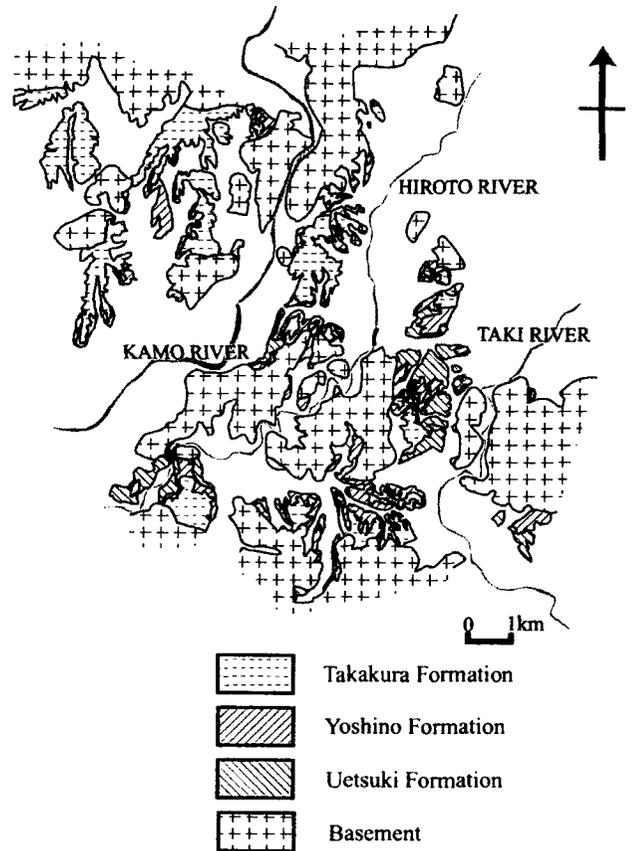 HIROTO RIVER
TAKI RIVER
KAMO RIVER
0 1km
Takakura Formation
Yoshino Formation
Uetsuki Formation
Basement